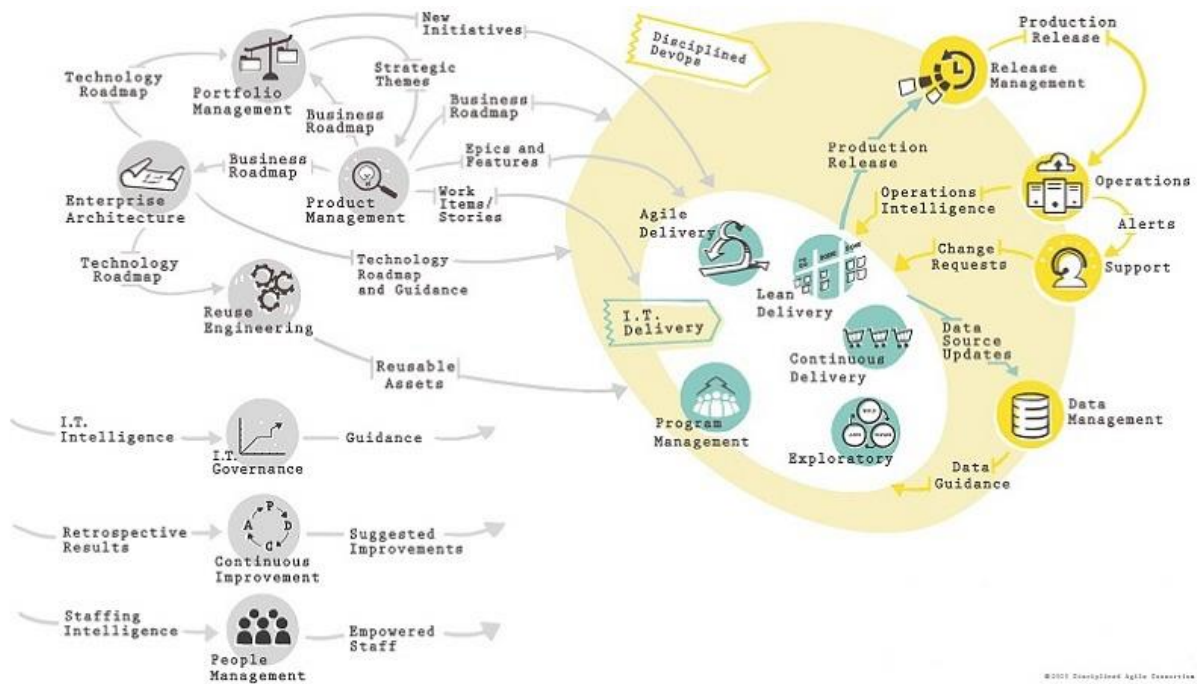 New
Initiatives
Technology
Roadmap
Portfolio
Management
Strategic
Themes
Business
Roadmap
Business
Roadmap
Business
Roadmap
Epics and
Features
Enterprise
Architecture
Product
Management
Work
Items/
Stories
Technology
Roadmap
Technology
Roadmap
and Guidance
Reuse
Engineering
Reusable
Assets
I.T.
Intelligence
I.T.
Governance
Guidance
Retrospective
Results
A P D C
Continuous
Improvement
Suggested
Improvements
Staffing
Intelligence
People
Management
Empowered
Staff
Disciplined
DevOps
Production
Release
Release
Management
Production
Release
Operations
Intelligence
Operations
Alerts
Change
Requests
Support
Agile
Delivery
Lean
Delivery
I.T.
Delivery
Continuous
Delivery
Data
Source
Updates
Program
Management
Exploratory
Data
Management
Data
Guidance
Disciplined Agile Consortium